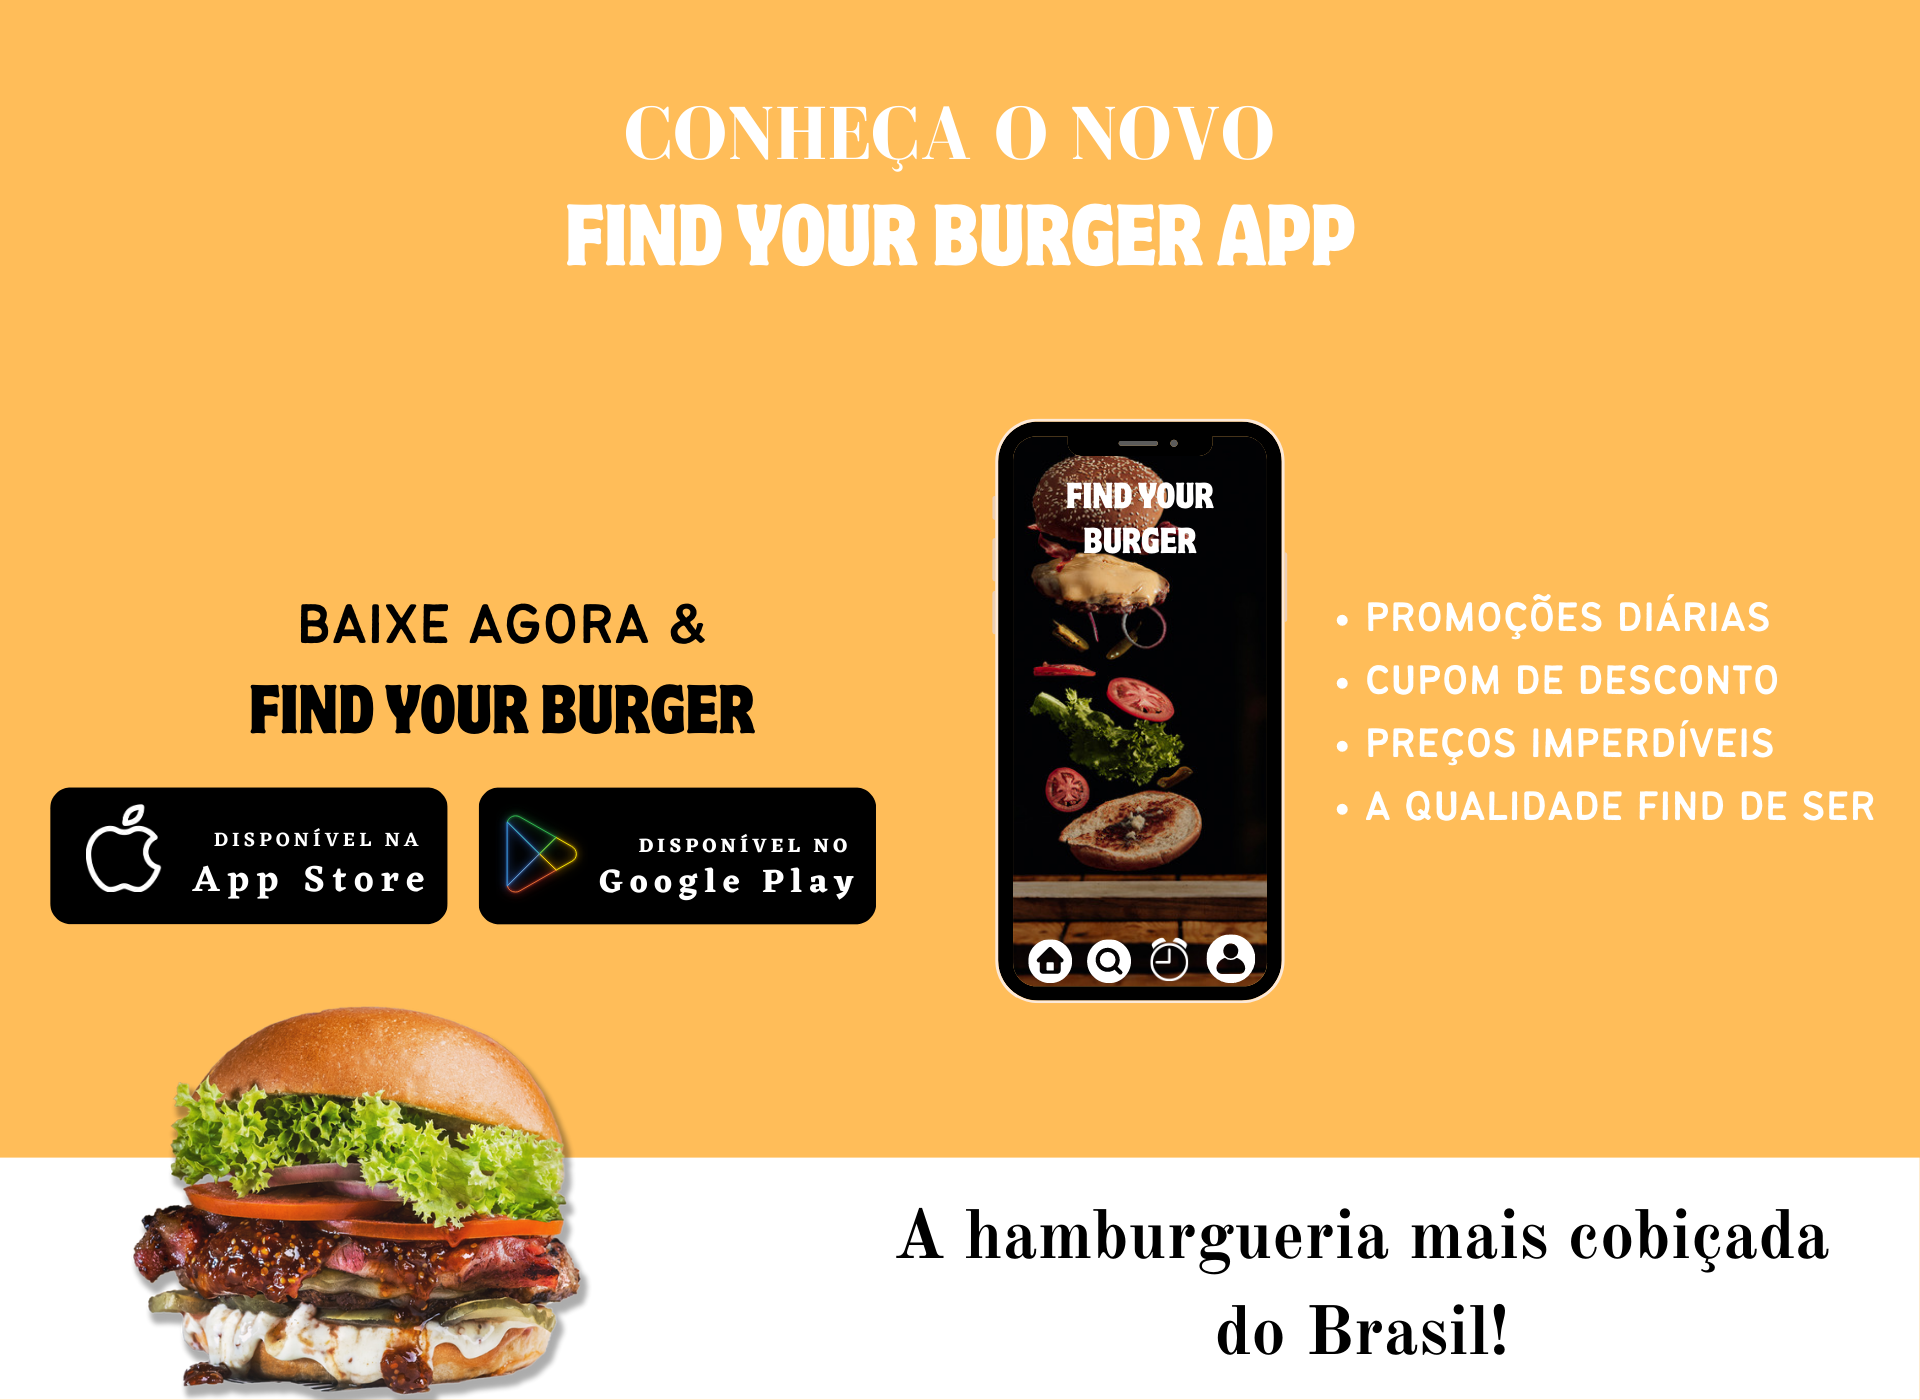 CONHEÇA O NOVO
FIND YOUR BURGER APP
BAIXE AGORA &
FIND YOUR BURGER
DISPONÍVEL NA
App Store
DISPONÍVEL NO
Google Play
FIND YOUR
BURGER
• PROMOÇÕES DIÁRIAS
• CUPOM DE DESCONTO
• PREÇOS IMPERDÍVEIS
• A QUALIDADE FIND DE SER
A hamburgueria mais cobiçada
do Brasil!